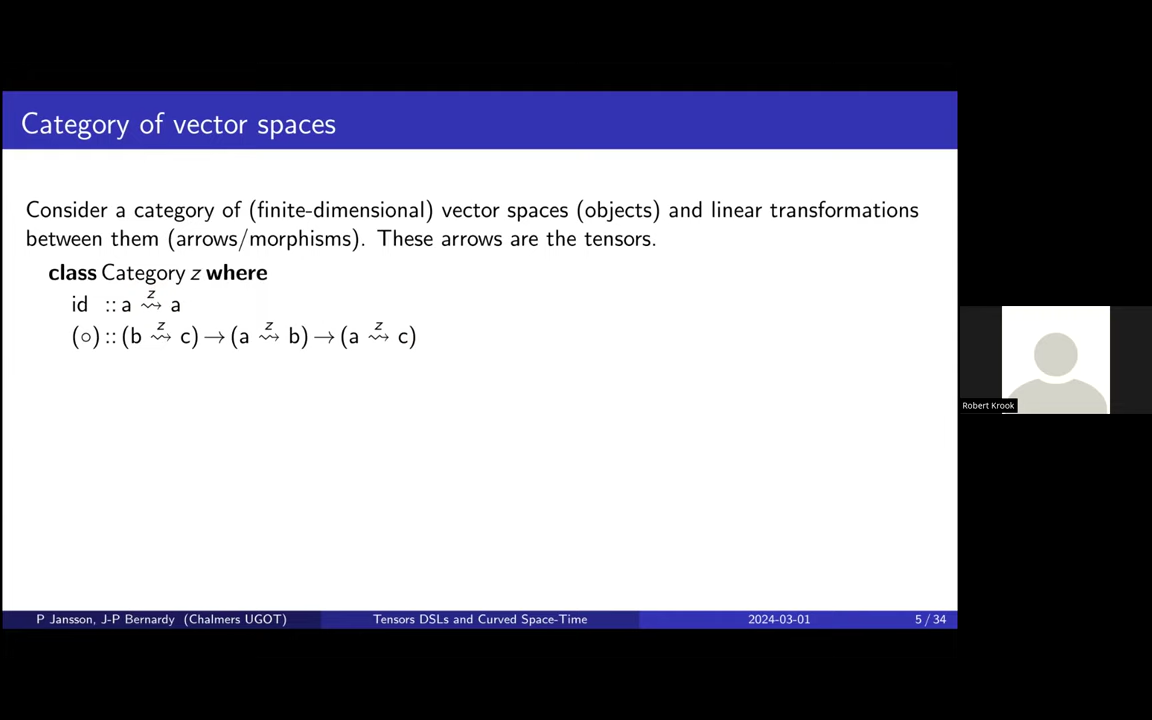 Category of vector spaces
Consider a category of (finite-dimensional) vector spaces (objects) and linear transformations
between them (arrows/morphisms). These arrows are the tensors.
class Category z where
id :: a ⇝ᶻ a
(∘) :: (b ⇝ᶻ c) → (a ⇝ᶻ b) → (a ⇝ᶻ c)
Robert Krook
P Jansson, J-P Bernardy (Chalmers UGOT) Tensors DSLs and Curved Space-Time 2024-03-01 5 / 34